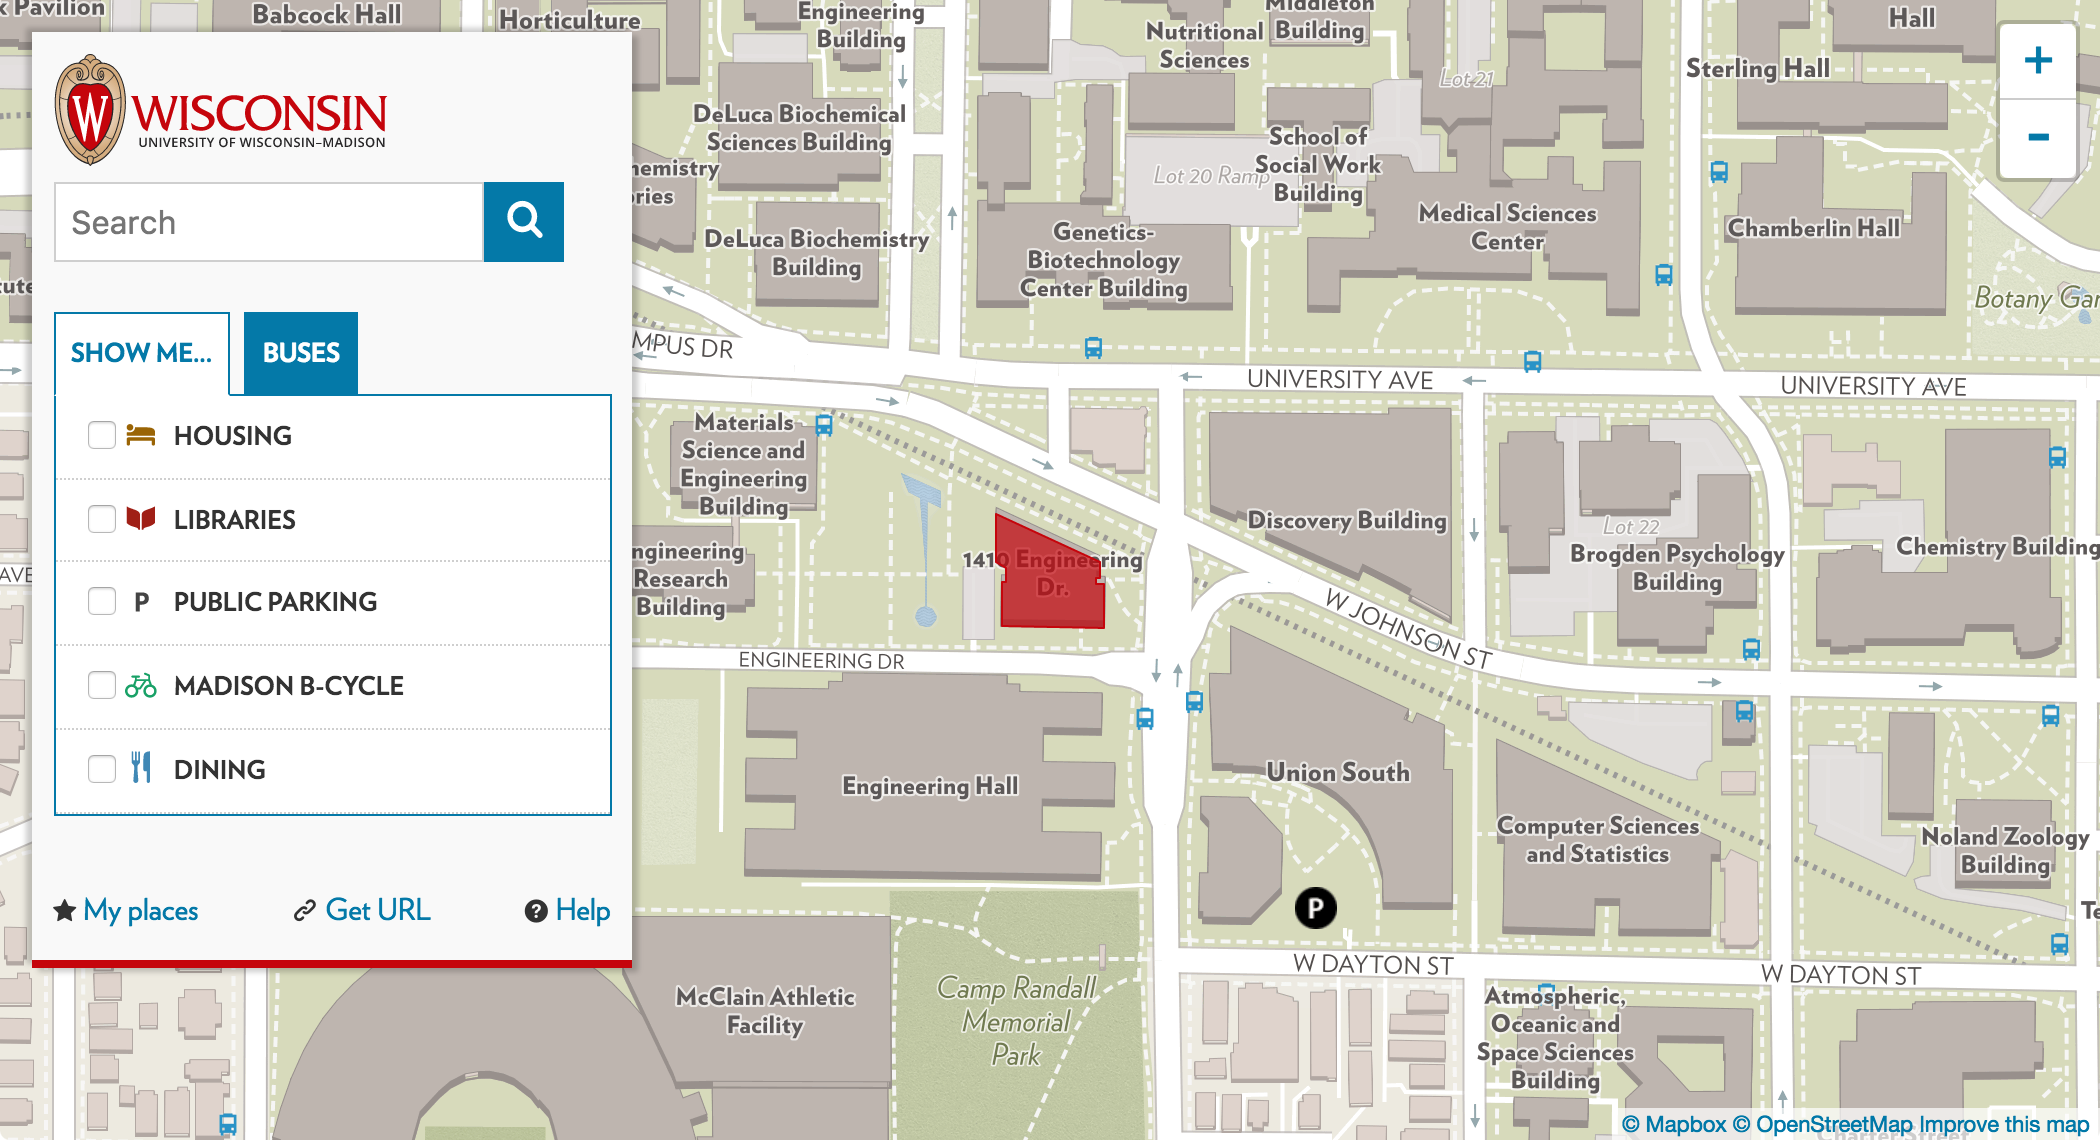 WISCONSIN
UNIVERSITY OF WISCONSIN–MADISON
Search
SHOW ME...
BUSES
HOUSING
LIBRARIES
P PUBLIC PARKING
MADISON B-CYCLE
DINING
My places
Get URL
? Help
Pavilion
Babcock Hall
Horticulture
Engineering
Building
Nutritional
Sciences
Middleton
Building
Lot 21
Hall
Sterling Hall
+
-
DeLuca Biochemical
Sciences Building
School of
Social Work
Building
Lot 20 Ramp
DeLuca Biochemistry
Building
Genetics-
Biotechnology
Center Building
Medical Sciences
Center
Chamberlin Hall
Botany Gar
MPUS DR
UNIVERSITY AVE
UNIVERSITY AVE
Materials
Science and
Engineering
Building
Discovery Building
Lot 22
Brogden Psychology
Building
Chemistry Building
ngineering
Research
Building
1410 Engineering
Dr.
AVE
W JOHNSON ST
ENGINEERING DR
Engineering Hall
Union South
Computer Sciences
and Statistics
Noland Zoology
Building
P
Te
W DAYTON ST
W DAYTON ST
McClain Athletic
Facility
Camp Randall
Memorial
Park
Atmospheric,
Oceanic and
Space Sciences
Building
© Mapbox © OpenStreetMap Improve this map